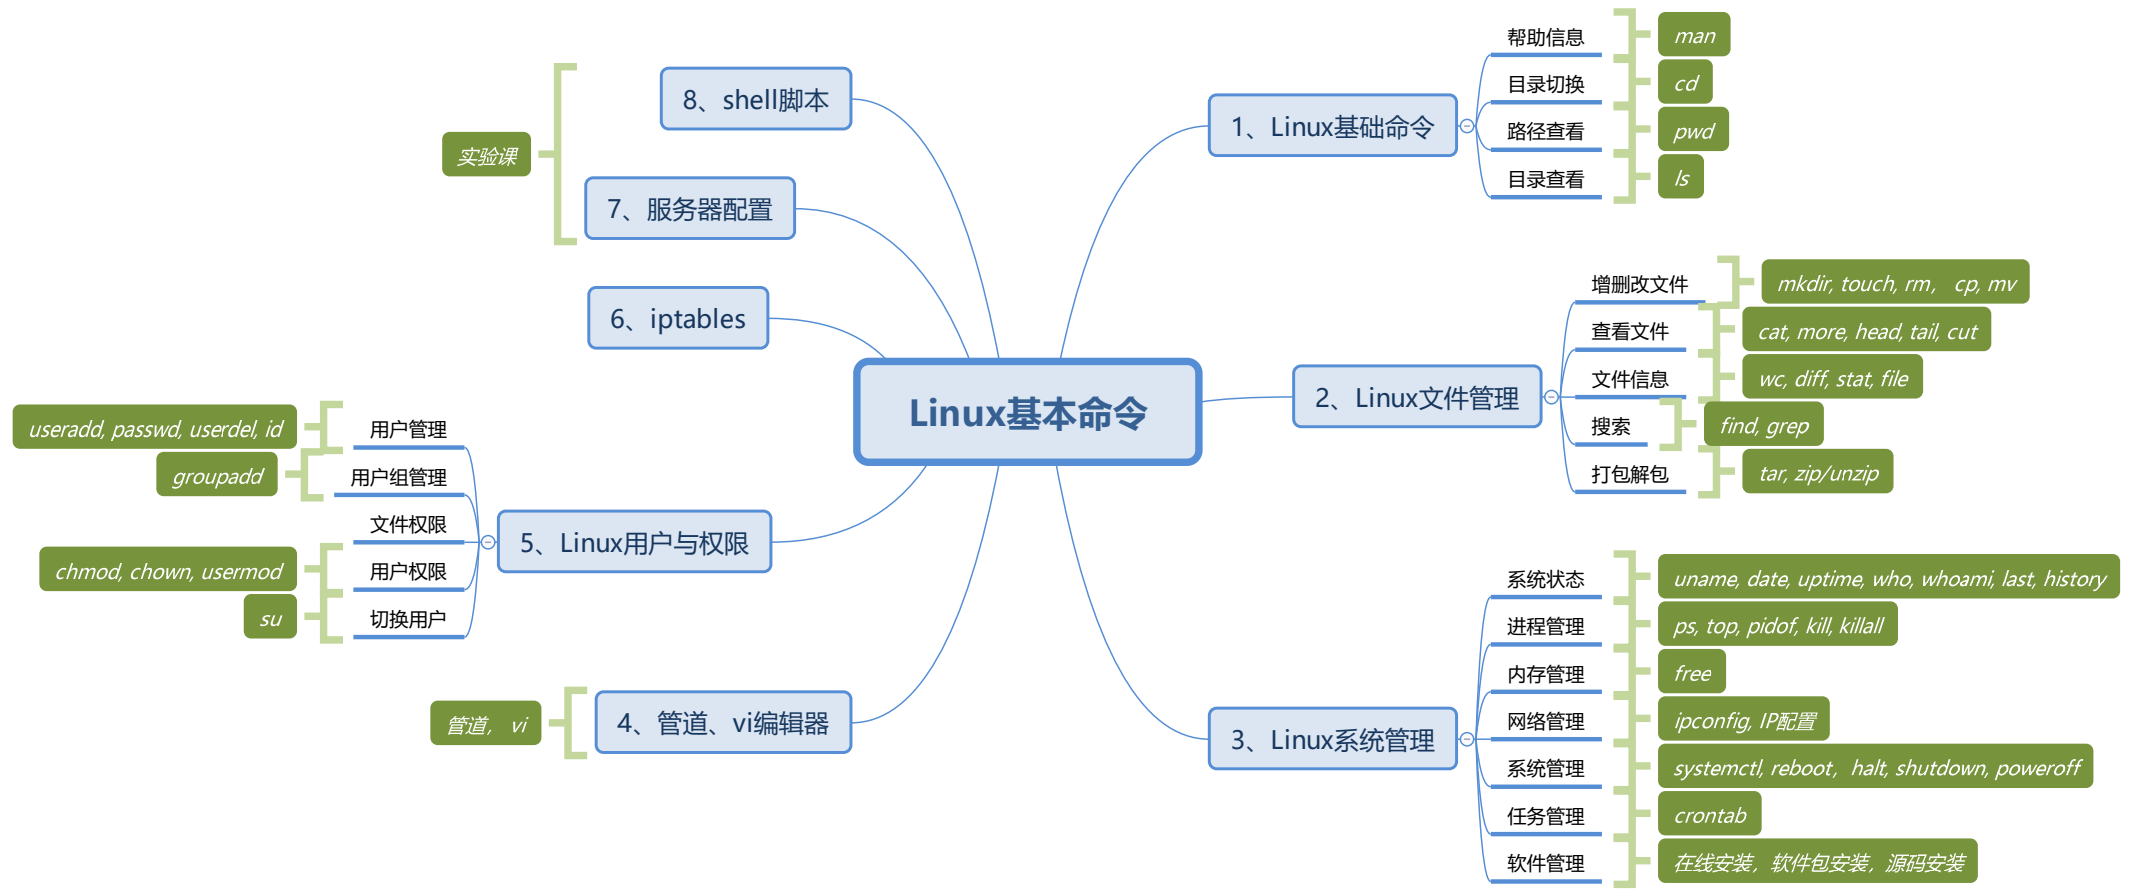 Linux基本命令
1、Linux基础命令
帮助信息
man
目录切换
cd
路径查看
pwd
目录查看
ls
2、Linux文件管理
增删改文件
mkdir, touch, rm， cp, mv
查看文件
cat, more, head, tail, cut
文件信息
wc, diff, stat, file
搜索
find, grep
打包解包
tar, zip/unzip
3、Linux系统管理
系统状态
uname, date, uptime, who, whoami, last, history
进程管理
ps, top, pidof, kill, killall
内存管理
free
网络管理
ipconfig, IP配置
系统管理
systemctl, reboot， halt, shutdown, poweroff
任务管理
crontab
软件管理
在线安装，软件包安装，源码安装
4、管道、vi编辑器
管道， vi
5、Linux用户与权限
用户管理
useradd, passwd, userdel, id
用户组管理
groupadd
文件权限
用户权限
chmod, chown, usermod
切换用户
su
6、iptables
7、服务器配置
8、shell脚本
实验课